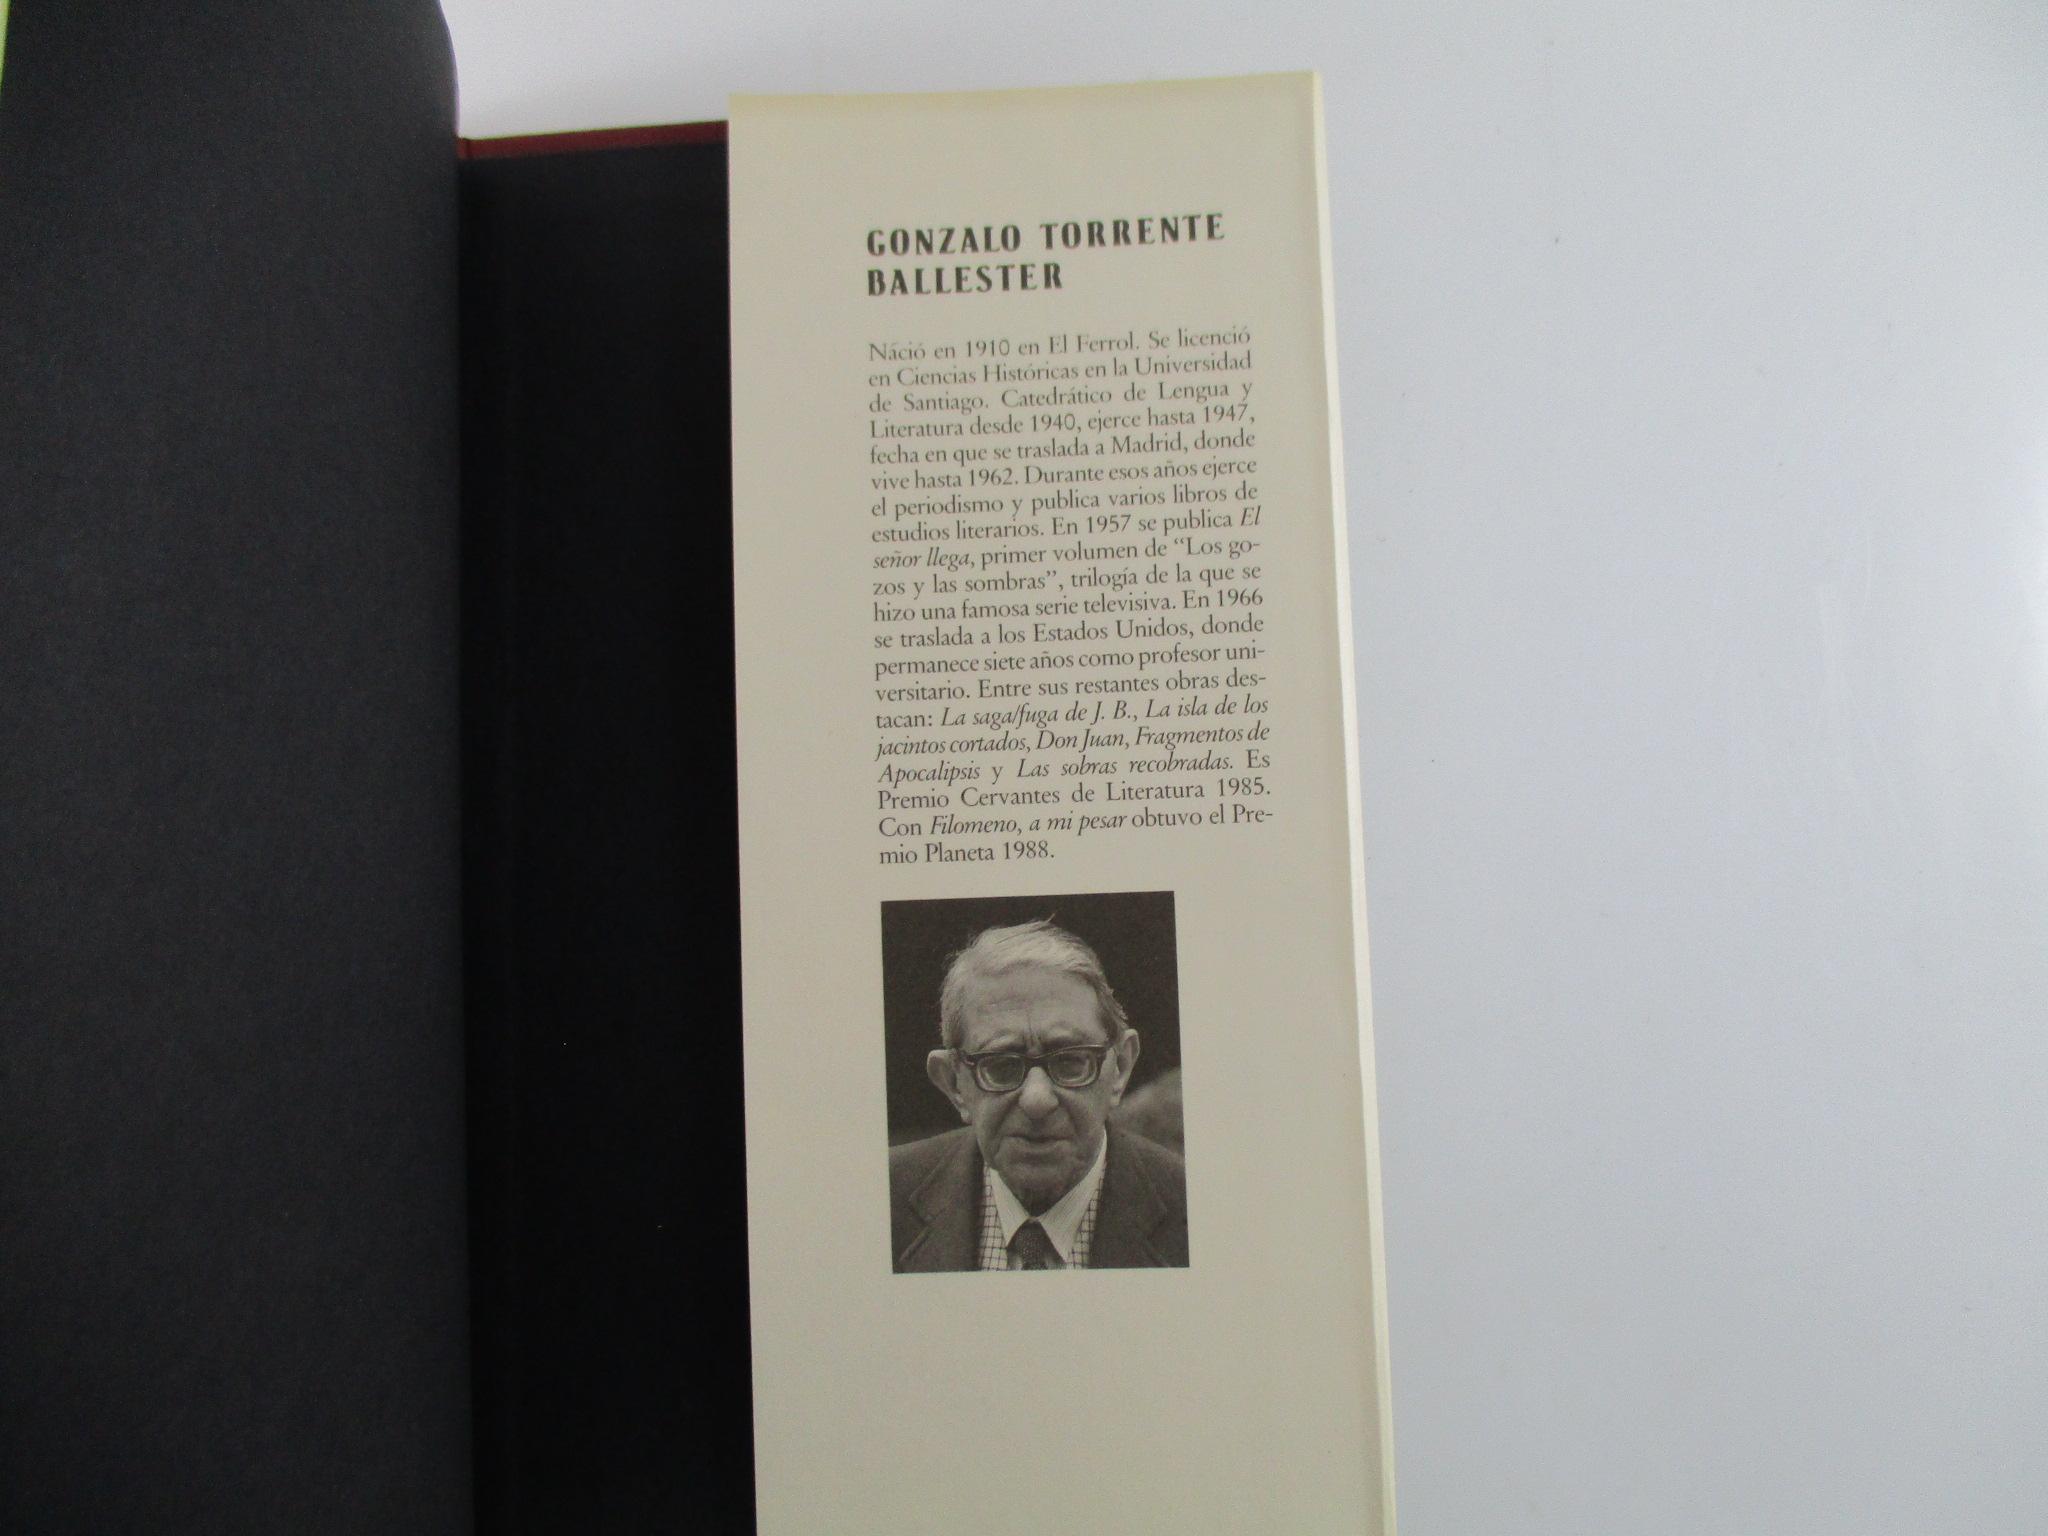 GONZALO TORRENTE
BALLESTER
Nació en 1910 en El Ferrol. Se licenció
en Ciencias Históricas en la Universidad
de Santiago. Catedrático de Lengua y
Literatura desde 1940, ejerce hasta 1947,
fecha en que se traslada a Madrid, donde
vive hasta 1962. Durante esos años ejerce
el periodismo y publica varios libros de
estudios literarios. En 1957 se publica El
señor llega, primer volumen de “Los go-
zos y las sombras”, trilogía de la que se
hizo una famosa serie televisiva. En 1966
se traslada a los Estados Unidos, donde
permanece siete años como profesor uni-
versitario. Entre sus restantes obras des-
tacan: La saga/fuga de J. B., La isla de los
jacintos cortados, Don Juan, Fragmentos de
Apocalipsis y Las sobras recobradas. Es
Premio Cervantes de Literatura 1985.
Con Filomeno, a mi pesar obtuvo el Pre-
mio Planeta 1988.